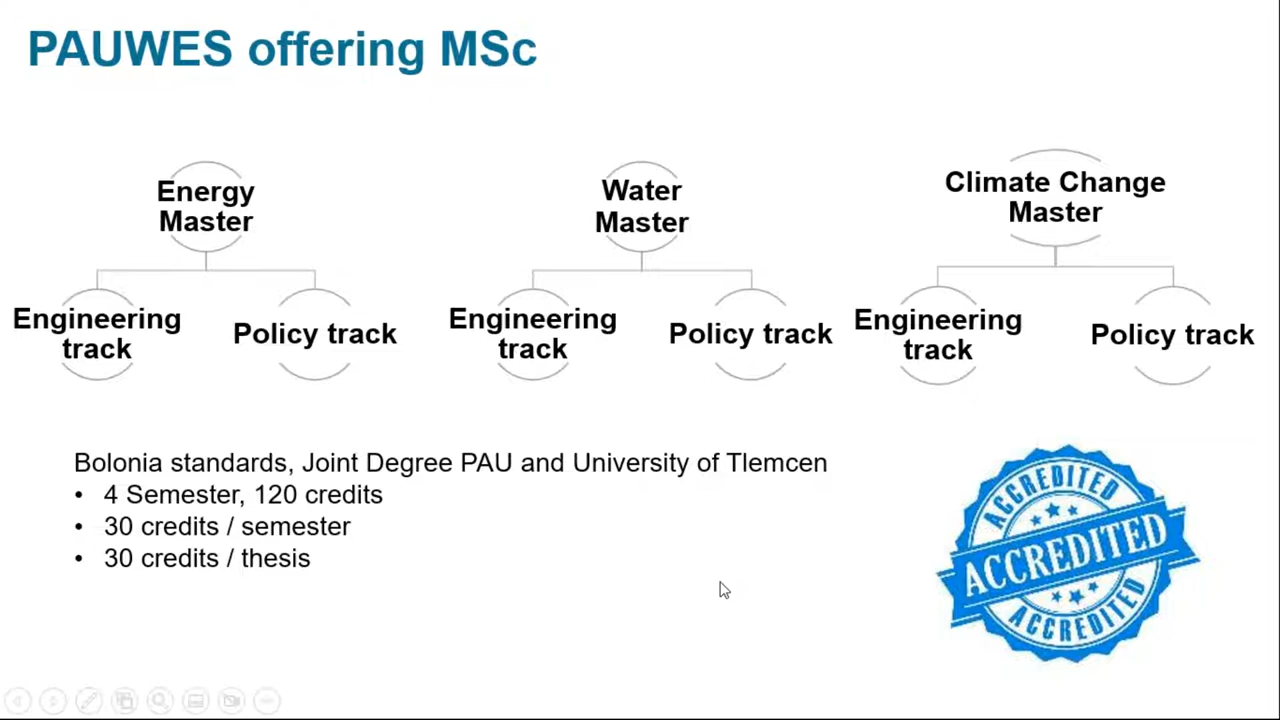 PAUWES offering MSc
Energy
Master
Engineering
track
Policy track
Water
Master
Engineering
track
Policy track
Climate Change
Master
Engineering
track
Policy track
Bolonia standards, Joint Degree PAU and University of Tlemcen
• 4 Semester, 120 credits
• 30 credits / semester
• 30 credits / thesis
ACCREDITED
ACCREDITED
ACCREDITED